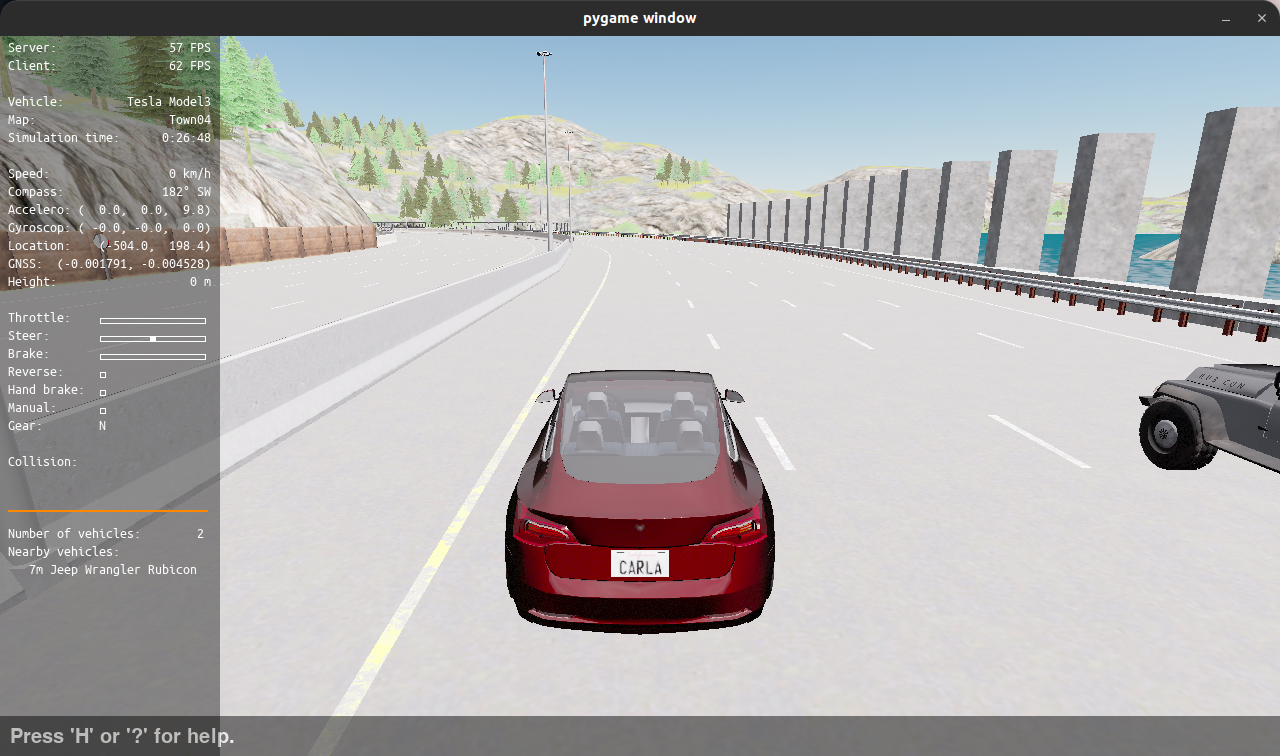 pygame window
Server: 57 FPS
Client: 62 FPS
Vehicle: Tesla Model3
Map: Town04
Simulation time: 0:26:48
Speed: 0 km/h
Compass: 182° SW
Accelero: ( 0.0, 0.0, 9.8)
Gyroscop: ( -0.0, -0.0, 0.0)
Location: (-504.0, 198.4)
GNSS: (-0.001791, -0.004528)
Height: 0 m
Throttle:
Steer:
Brake:
Reverse:
Hand brake:
Manual:
Gear: N
Collision:
Number of vehicles: 2
Nearby vehicles:
7m Jeep Wrangler Rubicon
CARLA
Press 'H' or '?' for help.